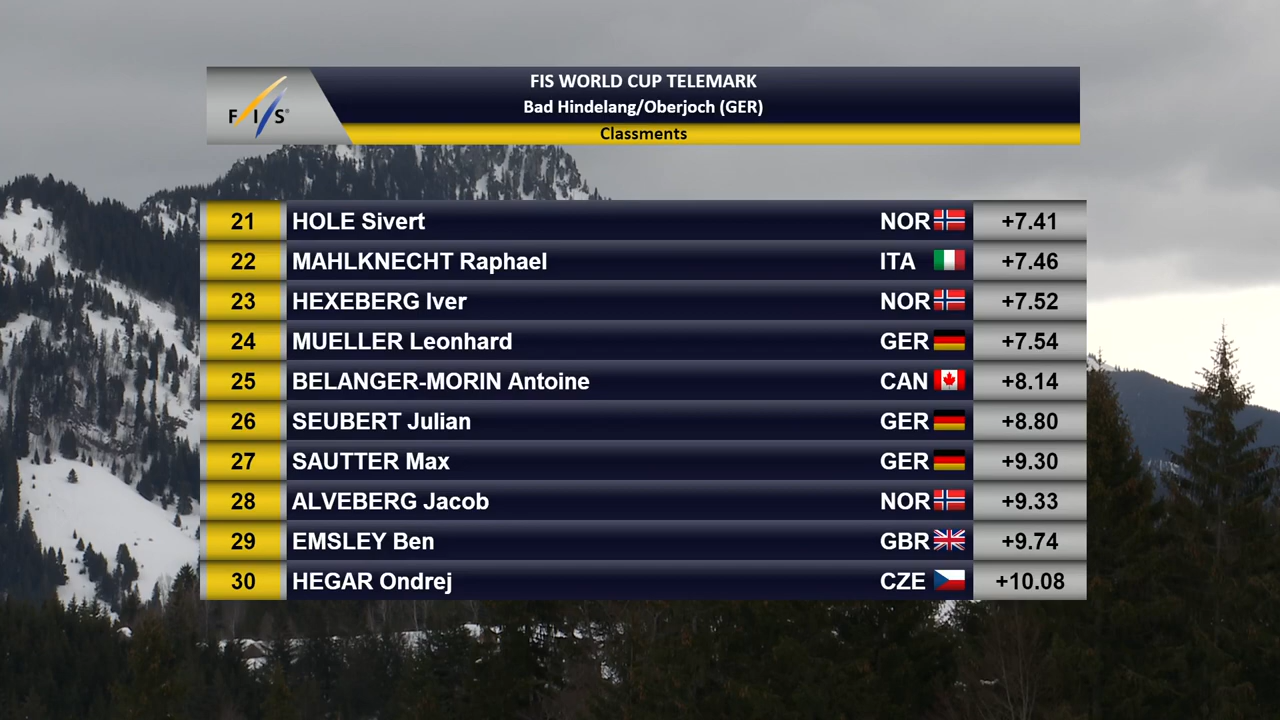 FIS WORLD CUP TELEMARK
Bad Hindelang/Oberjoch (GER)
FIS®
Classments
21 HOLE Sivert NOR +7.41
22 MAHLKNECHT Raphael ITA +7.46
23 HEXEBERG Iver NOR +7.52
24 MUELLER Leonhard GER +7.54
25 BELANGER-MORIN Antoine CAN +8.14
26 SEUBERT Julian GER +8.80
27 SAUTTER Max GER +9.30
28 ALVEBERG Jacob NOR +9.33
29 EMSLEY Ben GBR +9.74
30 HEGAR Ondrej CZE +10.08